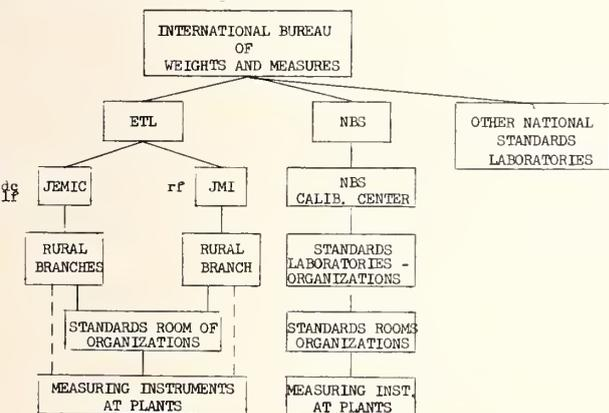 INTERNATIONAL BUREAU
OF
WEIGHTS AND MEASURES
ETL
NBS
OTHER NATIONAL
STANDARDS
LABORATORIES
dc
lf
JEMIC
rf
JMI
NBS
CALIB. CENTER
RURAL
BRANCHES
RURAL
BRANCH
STANDARDS
LABORATORIES -
ORGANIZATIONS
STANDARDS ROOM OF
ORGANIZATIONS
STANDARDS ROOMS
ORGANIZATIONS
MEASURING INSTRUMENTS
AT PLANTS
MEASURING INST.
AT PLANTS